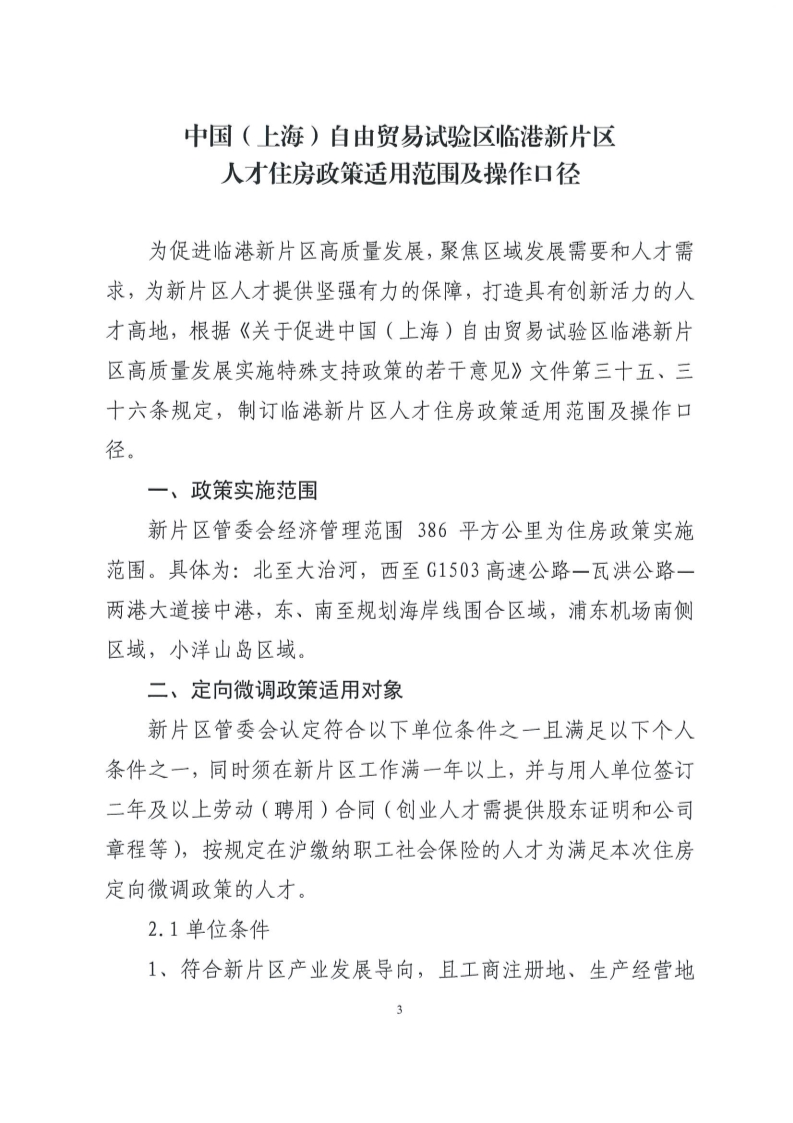 中国（上海）自由贸易试验区临港新片区
人才住房政策适用范围及操作口径
为促进临港新片区高质量发展，聚焦区域发展需要和人才需
求，为新片区人才提供坚强有力的保障，打造具有创新活力的人
才高地，根据《关于促进中国（上海）自由贸易试验区临港新片
区高质量发展实施特殊支持政策的若干意见》文件第三十五、三
十六条规定，制订临港新片区人才住房政策适用范围及操作口
径。
一、政策实施范围
新片区管委会经济管理范围 386 平方公里为住房政策实施
范围。具体为：北至大治河，西至G1503高速公路—瓦洪公路—
两港大道接中港，东、南至规划海岸线围合区域，浦东机场南侧
区域，小洋山岛区域。
二、定向微调政策适用对象
新片区管委会认定符合以下单位条件之一且满足以下个人
条件之一，同时须在新片区工作满一年以上，并与用人单位签订
二年及以上劳动（聘用）合同（创业人才需提供股东证明和公司
章程等），按规定在沪缴纳职工社会保险的人才为满足本次住房
定向微调政策的人才。
2.1单位条件
1、符合新片区产业发展导向，且工商注册地、生产经营地
3